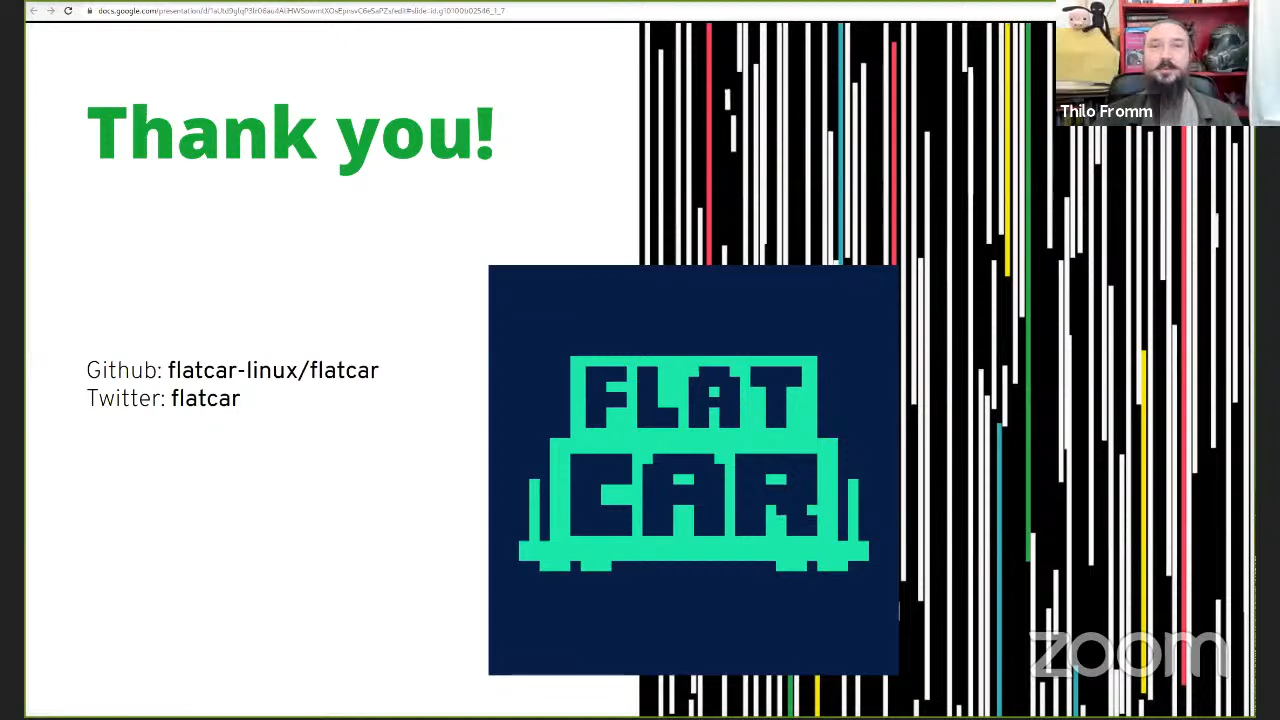 Thank you!
Thilo Fromm
Github: flatcar-linux/flatcar
Twitter: flatcar
FLAT
CAR
zoom